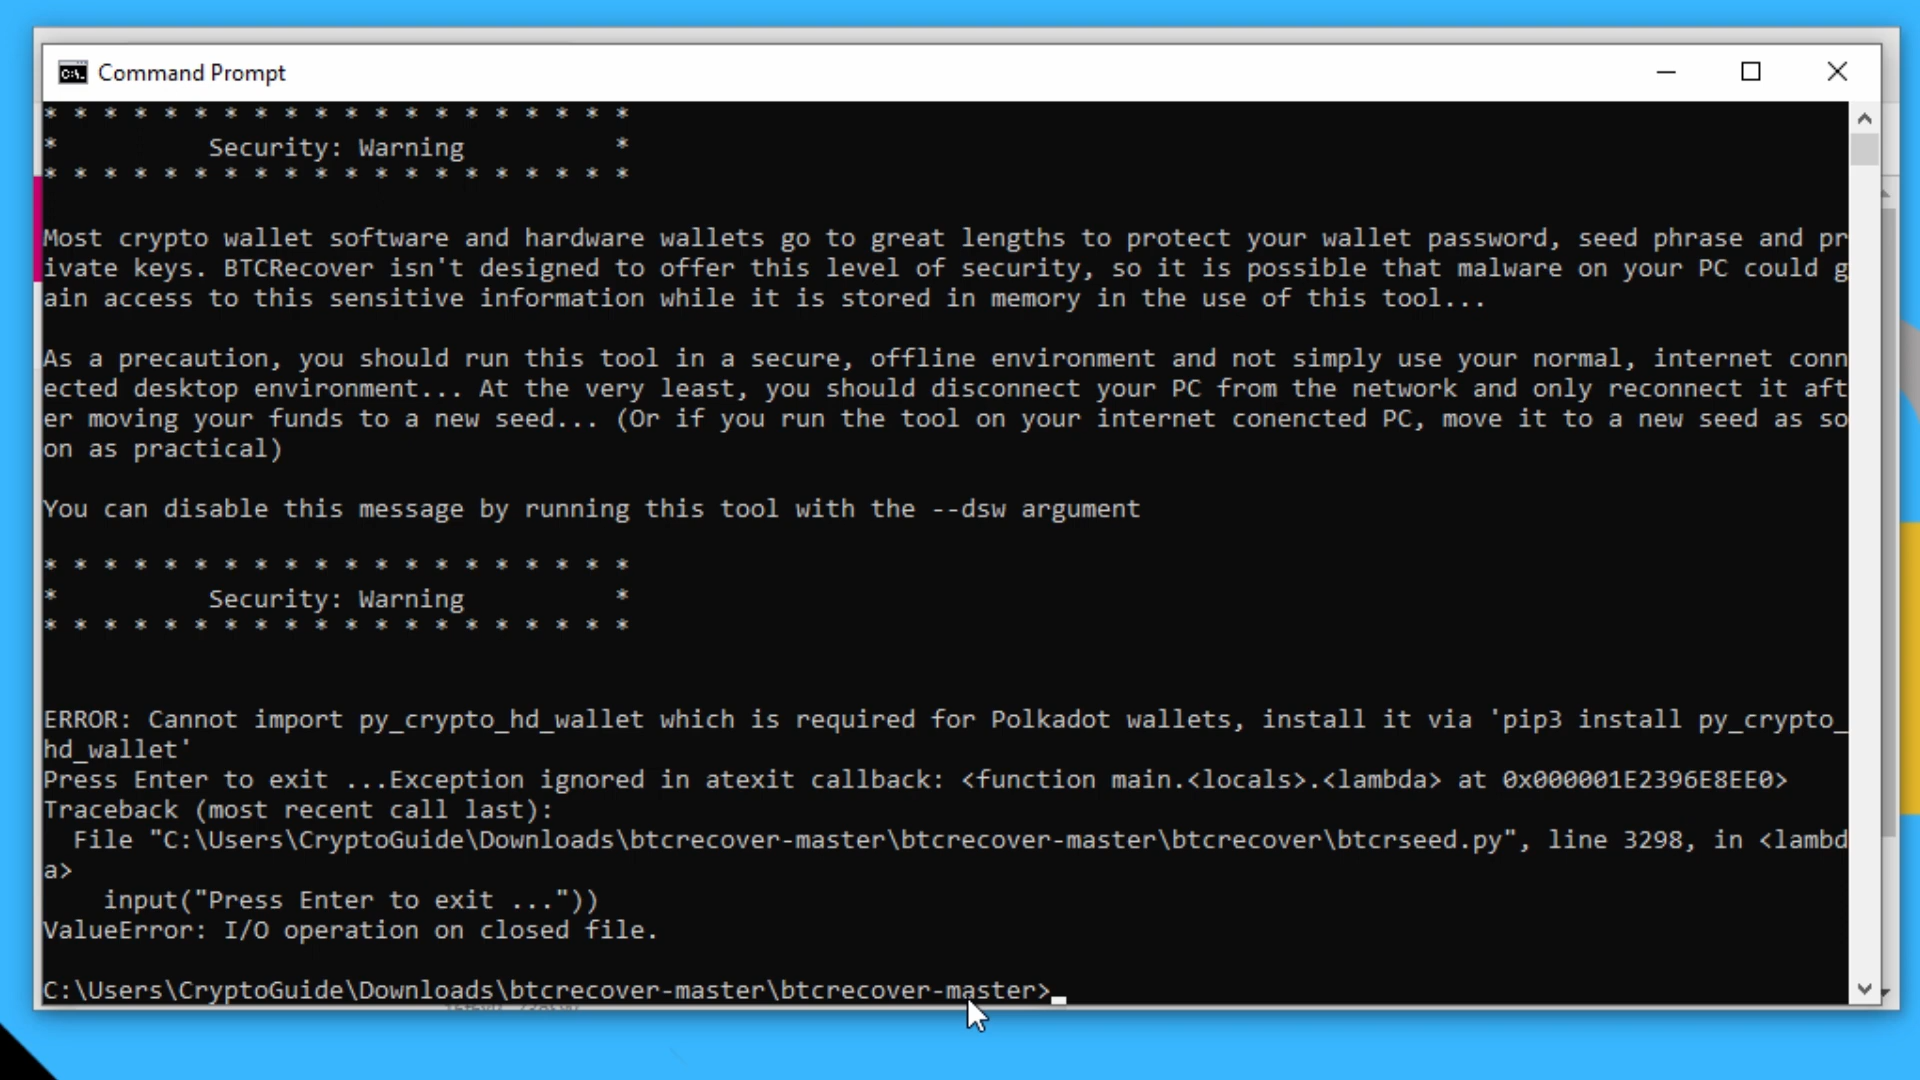 Command Prompt
* * * * * * * * * * * * * * * * * * * *
*          Security: Warning          *
* * * * * * * * * * * * * * * * * * * *
Most crypto wallet software and hardware wallets go to great lengths to protect your wallet password, seed phrase and pr
ivate keys. BTCRecover isn't designed to offer this level of security, so it is possible that malware on your PC could g
ain access to this sensitive information while it is stored in memory in the use of this tool...
As a precaution, you should run this tool in a secure, offline environment and not simply use your normal, internet conn
ected desktop environment... At the very least, you should disconnect your PC from the network and only reconnect it aft
er moving your funds to a new seed... (Or if you run the tool on your internet conencted PC, move it to a new seed as so
on as practical)
You can disable this message by running this tool with the --dsw argument
* * * * * * * * * * * * * * * * * * * *
*          Security: Warning          *
* * * * * * * * * * * * * * * * * * * *
ERROR: Cannot import py_crypto_hd_wallet which is required for Polkadot wallets, install it via 'pip3 install py_crypto_
hd_wallet'
Press Enter to exit ...Exception ignored in atexit callback: <function main.<locals>.<lambda> at 0x000001E2396E8EE0>
Traceback (most recent call last):
  File "C:\Users\CryptoGuide\Downloads\btcrecover-master\btcrecover-master\btcrecover\btcrseed.py", line 3298, in <lambd
a>
    input("Press Enter to exit ..."))
ValueError: I/O operation on closed file.
C:\Users\CryptoGuide\Downloads\btcrecover-master\btcrecover-master>